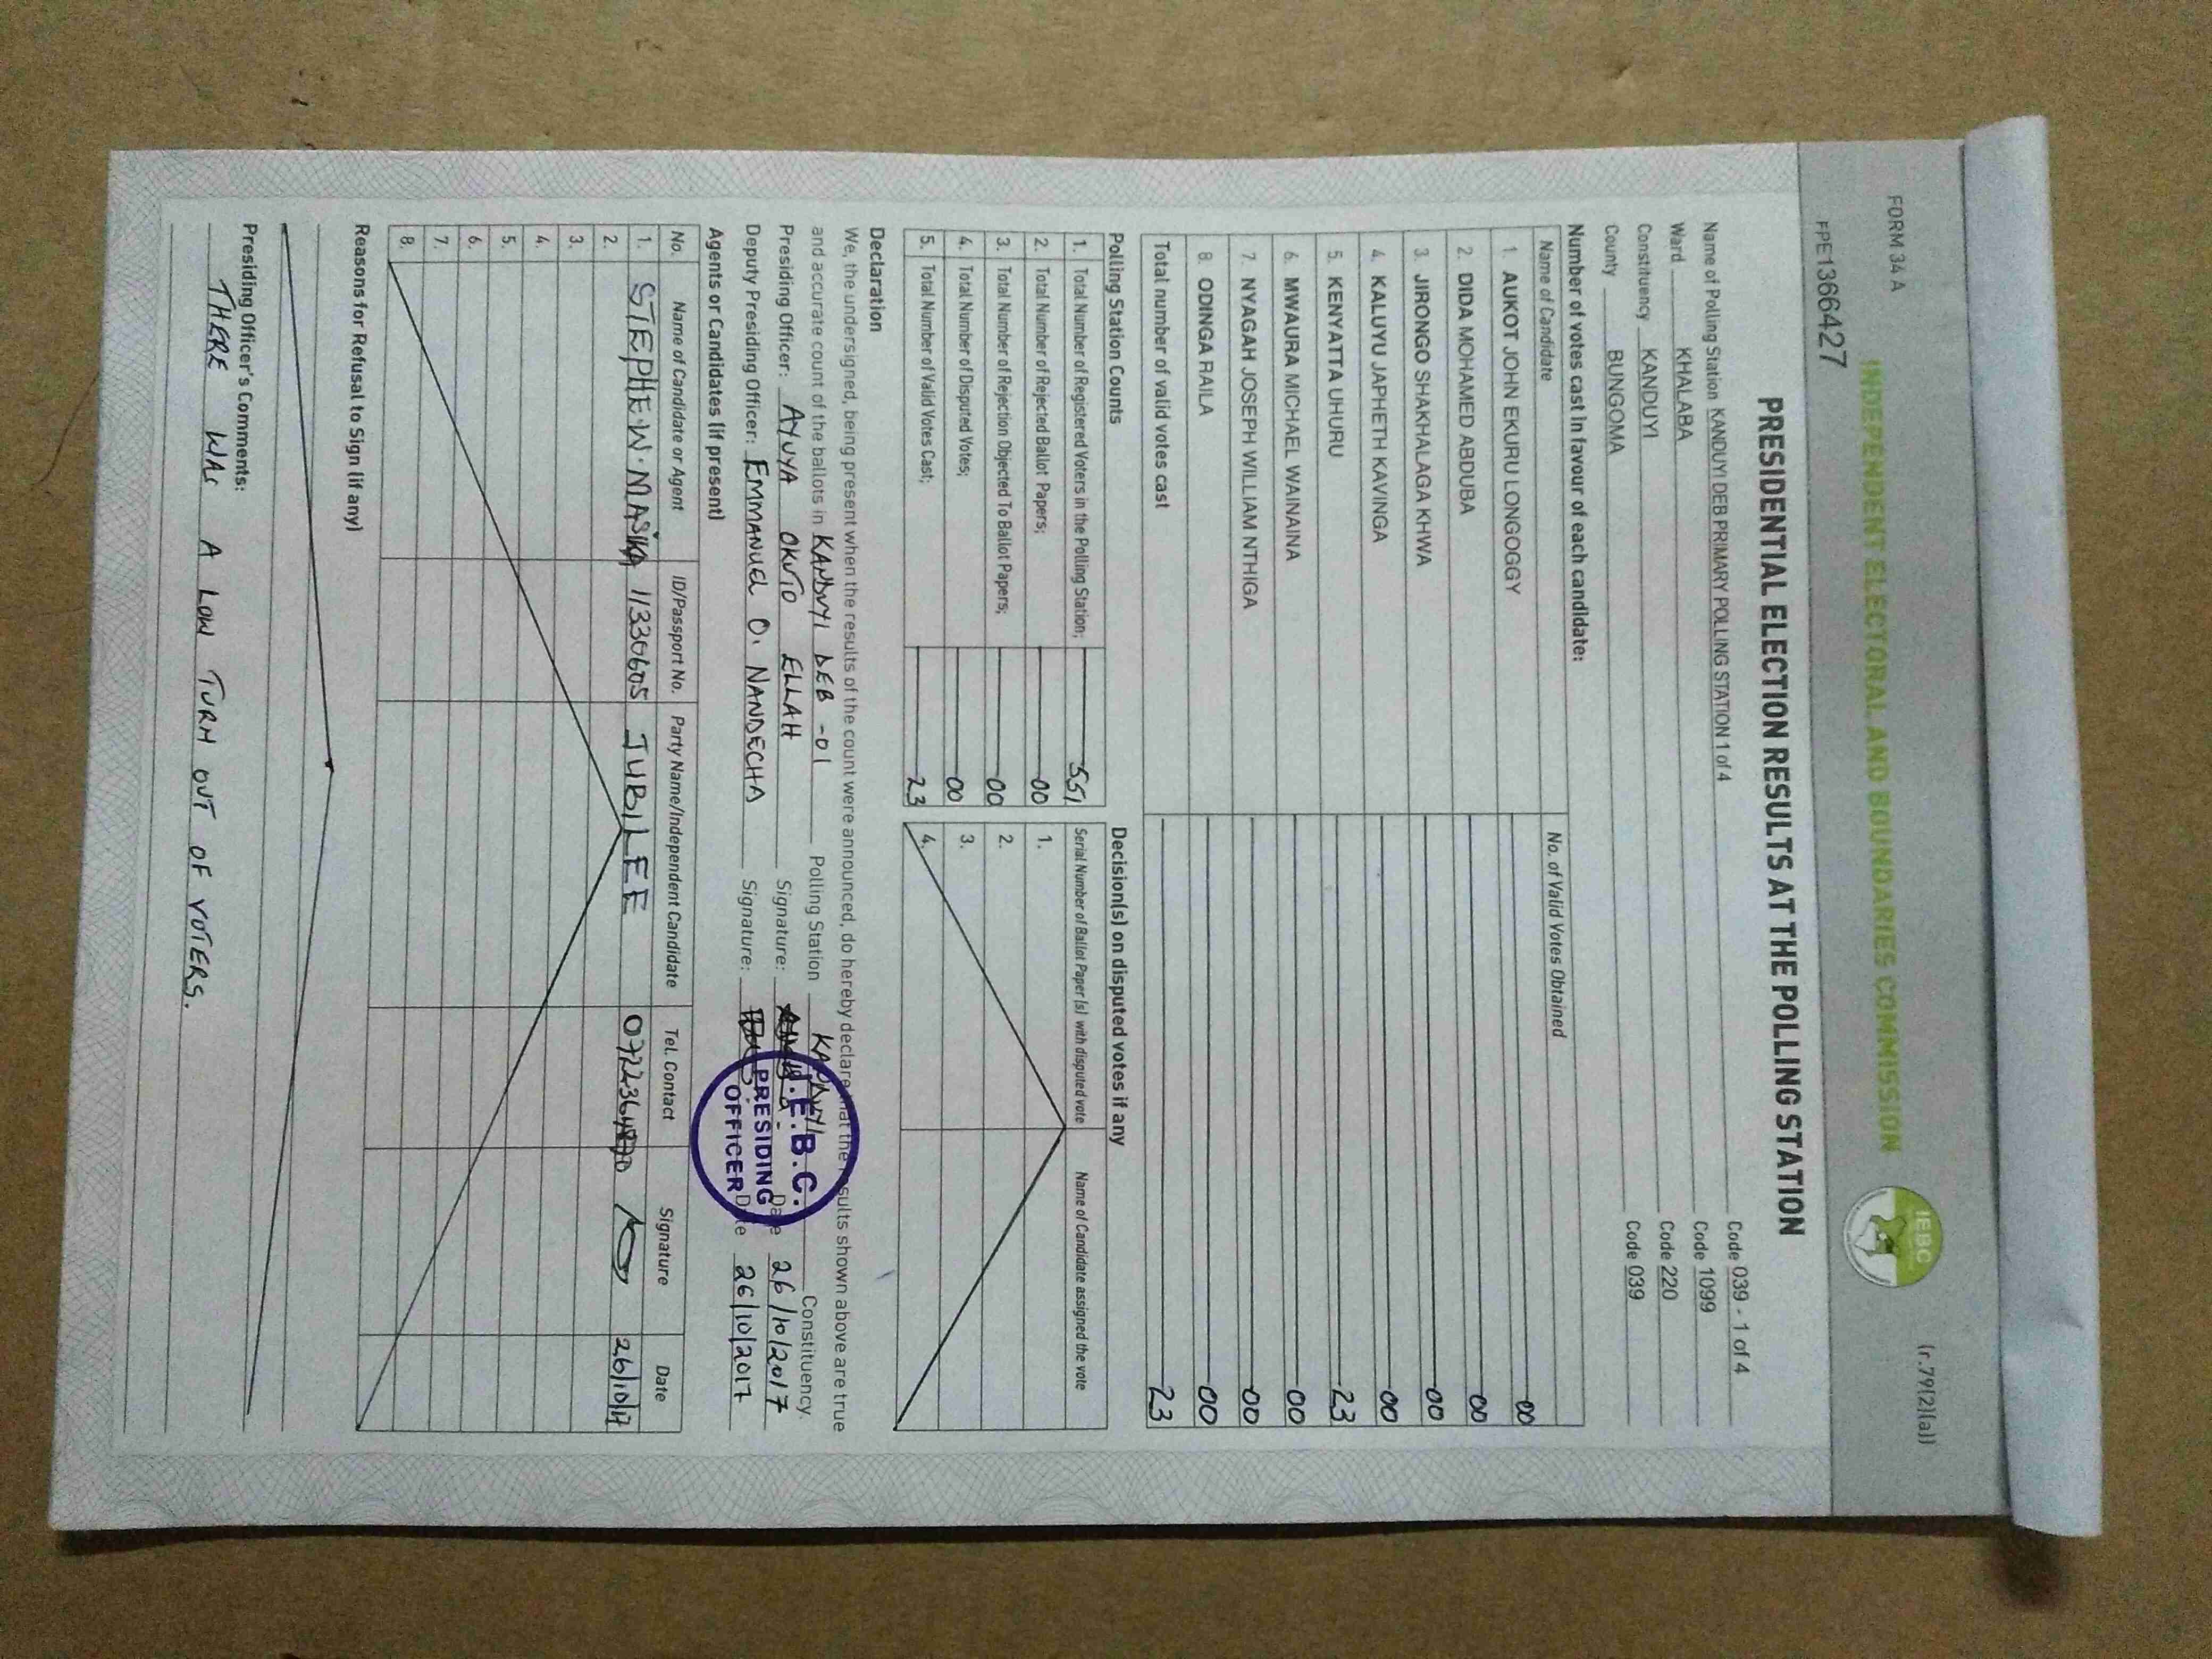 FORM 34 A
(r.79(2)(a))
INDEPENDENT ELECTORAL AND BOUNDARIES COMMISSION
IEBC
FPE1366427
PRESIDENTIAL ELECTION RESULTS AT THE POLLING STATION
Name of Polling Station KANDUYI DEB PRIMARY POLLING STATION 1 of 4 Code 039 - 1 of 4
Ward KHALABA Code 1099
Constituency KANDUYI Code 220
County BUNGOMA Code 039
Number of votes cast in favour of each candidate:
Name of Candidate No. of Valid Votes Obtained
1. AUKOT JOHN EKURU LONGOGGY 00
2. DIDA MOHAMED ABDUBA 00
3. JIRONGO SHAKHALAGA KHWA 00
4. KALUYU JAPHETH KAVINGA 00
5. KENYATTA UHURU 23
6. MWAURA MICHAEL WAINAINA 00
7. NYAGAH JOSEPH WILLIAM NTHIGA 00
8. ODINGA RAILA 00
Total number of valid votes cast 23
Polling Station Counts
1. Total Number of Registered Voters in the Polling Station; 551
2. Total Number of Rejected Ballot Papers; 00
3. Total Number of Rejection Objected To Ballot Papers; 00
4. Total Number of Disputed Votes; 00
5. Total Number of Valid Votes Cast; 23
Decision(s) on disputed votes if any
Serial Number of Ballot Paper (s) with disputed vote Name of Candidate assigned the vote
1.
2.
3.
4.
Declaration
We, the undersigned, being present when the results of the count were announced, do hereby declare that the results shown above are true
and accurate count of the ballots in KANDUYI DEB -01 Polling Station KANDUYI Constituency.
Presiding Officer: AYUYA OKUTO ELLAH Signature: Date 26/10/2017
Deputy Presiding Officer: EMMANUEL O. NANDECHA Signature: Date 26/10/2017
I.E.B.C.
PRESIDING
OFFICER
Agents or Candidates (if present)
No. Name of Candidate or Agent ID/Passport No. Party Name/Independent Candidate Tel. Contact Signature Date
1. STEPHEN. W. MASIKA 11330605 JUBILEE 26/10/17
2.
3.
4.
5.
6.
7.
8.
Reasons for Refusal to Sign (if any)
Presiding Officer's Comments:
THERE WAS A LOW TURN OUT OF VOTERS.